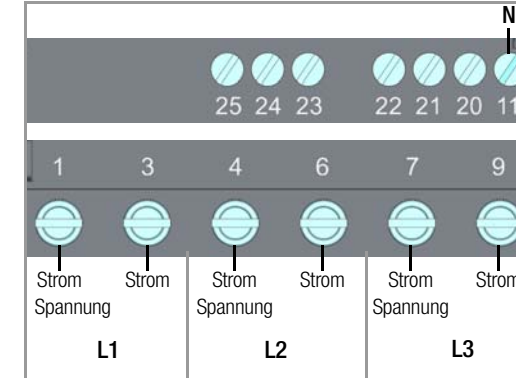 N
25 24 23 22 21 20 11
1 3 4 6 7 9
Strom Strom Strom Strom Strom Strom
Spannung Spannung Spannung
L1 L2 L3